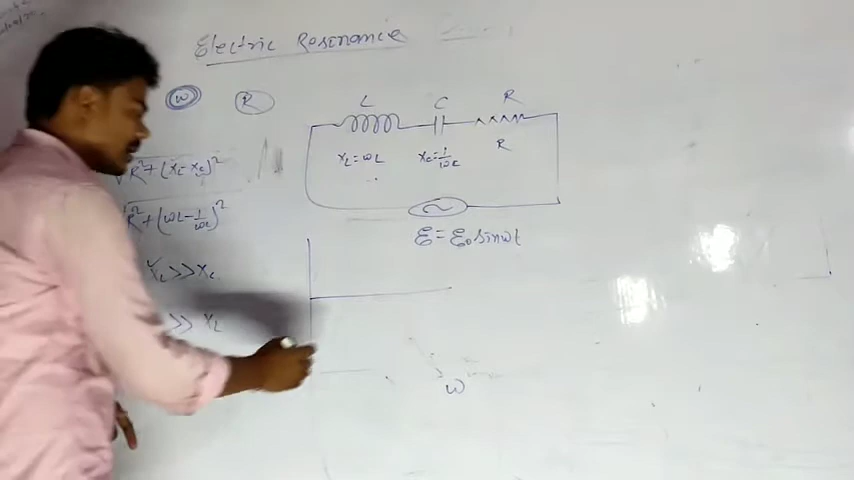 Electric Resonance
W
R
L
C
R
X_L = ωL
X_C = 1/ωC
R
√R² + (X_L - X_C)²
R² + (ωL - 1/ωC)²
ℰ = ℰ₀ sinωt
X_L >> X_C
>> X_L
ω